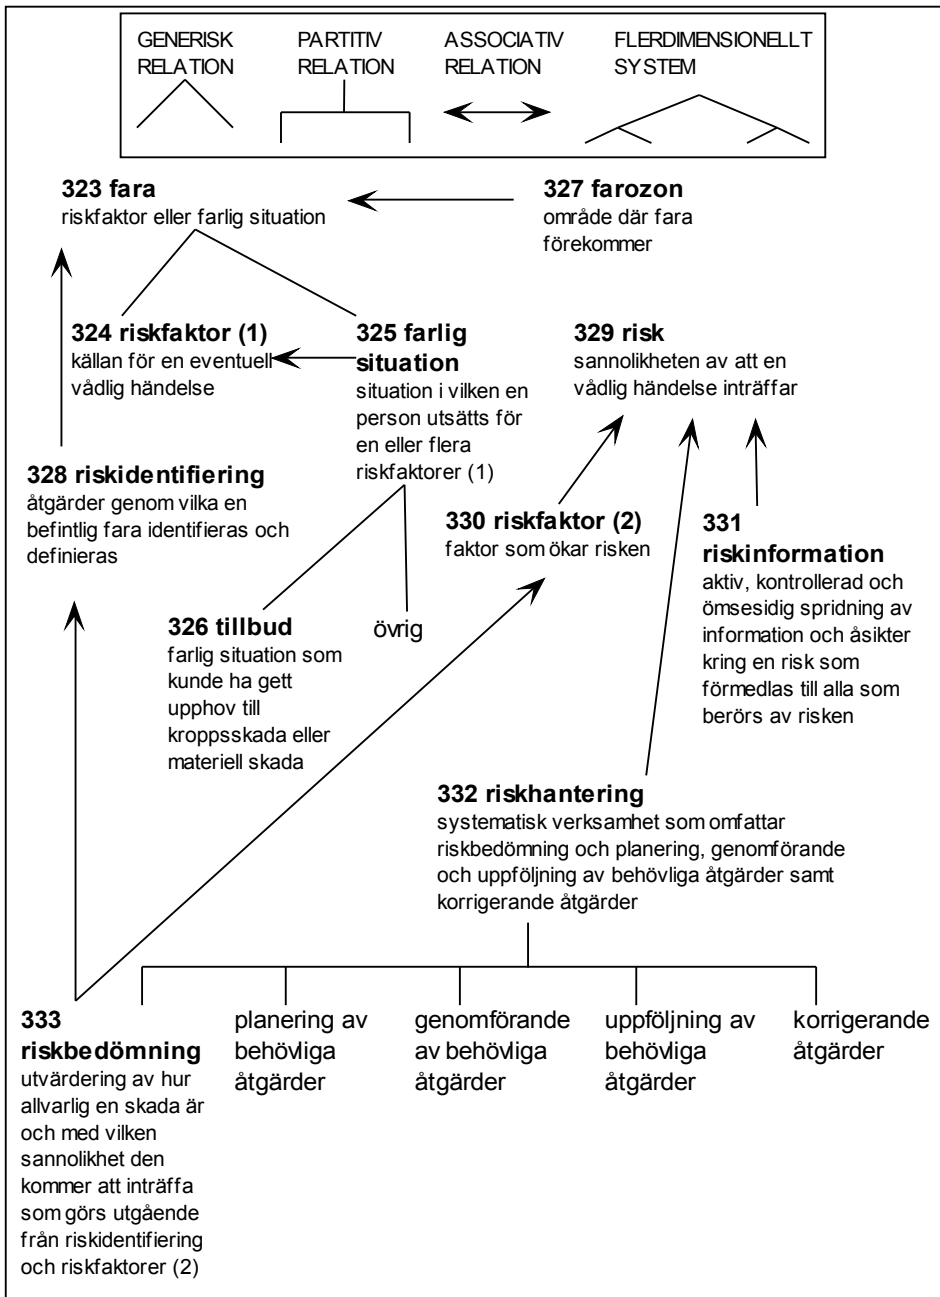 GENERISK
RELATION
PARTITIV
RELATION
ASSOCIATIV
RELATION
FLERDIMENSIONELLT
SYSTEM
323 fara
riskfaktor eller farlig situation
327 farozon
område där fara
förekommer
324 riskfaktor (1)
källan för en eventuell
vådlig händelse
325 farlig
situation
situation i vilken en
person utsätts för
en eller flera
riskfaktorer (1)
329 risk
sannolikheten av att en
vådlig händelse inträffar
328 riskidentifiering
åtgärder genom vilka en
befintlig fara identifieras och
definieras
330 riskfaktor (2)
faktor som ökar risken
331
riskinformation
aktiv, kontrollerad och
ömsesidig spridning av
information och åsikter
kring en risk som
förmedlas till alla som
berörs av risken
326 tillbud
farlig situation som
kunde ha gett
upphov till
kroppsskada eller
materiell skada
övrig
332 riskhantering
systematisk verksamhet som omfattar
riskbedömning och planering, genomförande
och uppföljning av behövliga åtgärder samt
korrigerande åtgärder
333
riskbedömning
utvärdering av hur
allvarlig en skada är
och med vilken
sannolikhet den
kommer att inträffa
som görs utgående
från riskidentifiering
och riskfaktorer (2)
planering av
behövliga
åtgärder
genomförande
av behövliga
åtgärder
uppföljning av
behövliga
åtgärder
korrigerande
åtgärder